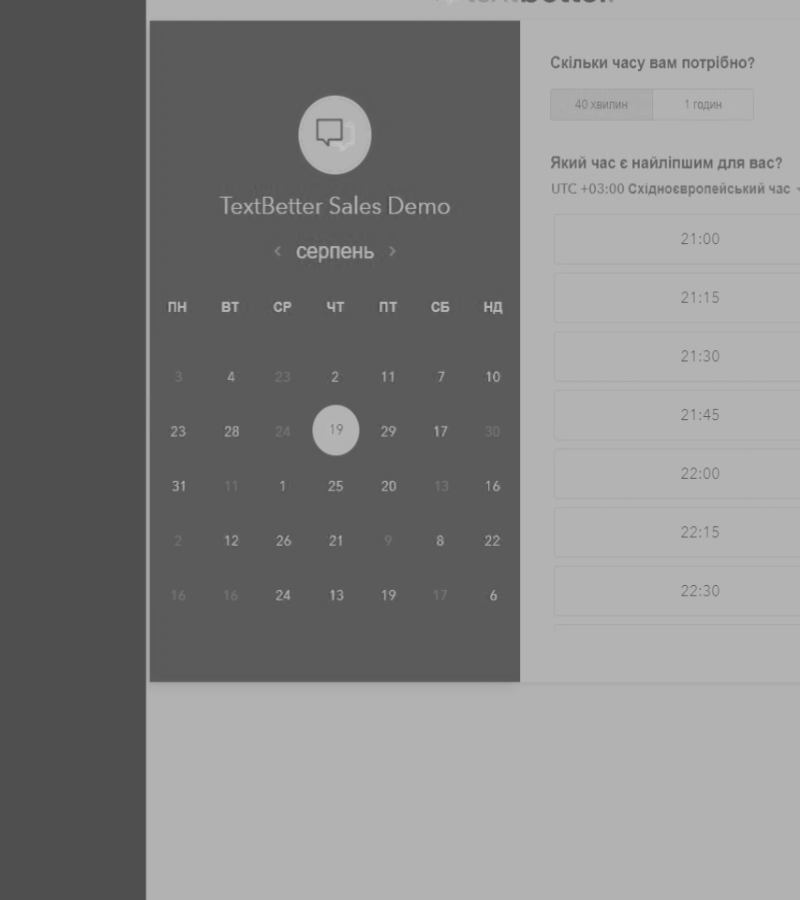 Скільки часу вам потрібно?
40 хвилин 1 годин
Який час є найліпшим для вас?
UTC +03:00 Східноєвропейський час
TextBetter Sales Demo
серпень
ПН ВТ СР ЧТ ПТ СБ НД
3 4 23 2 11 7 10
23 28 24 19 29 17 30
31 11 1 25 20 13 16
2 12 26 21 9 8 22
16 16 24 13 19 17 6
21:00
21:15
21:30
21:45
22:00
22:15
22:30